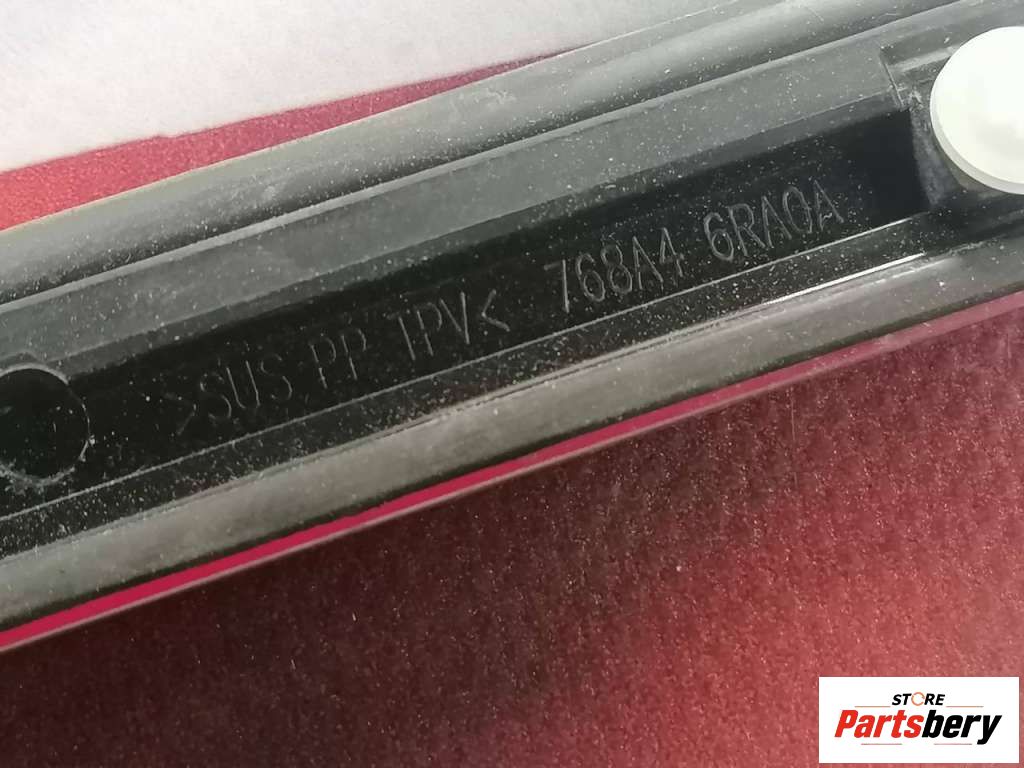 >SUS PP TPV< 768A4 6RA0A
STORE
Partsbery